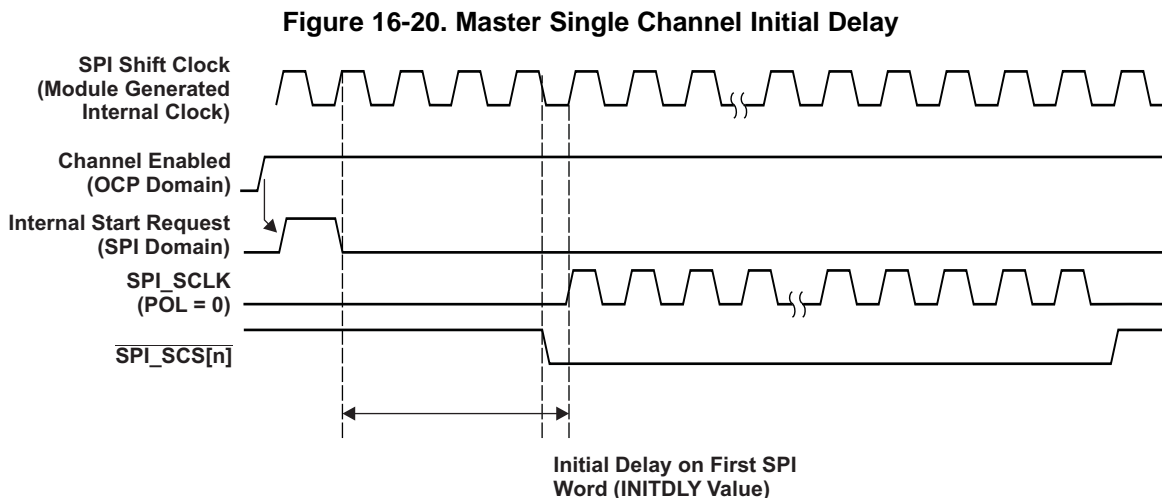 Figure 16-20. Master Single Channel Initial Delay
SPI Shift Clock
(Module Generated
Internal Clock)
Channel Enabled
(OCP Domain)
Internal Start Request
(SPI Domain)
SPI_SCLK
(POL = 0)
SPI_SCS[n]
Initial Delay on First SPI
Word (INITDLY Value)